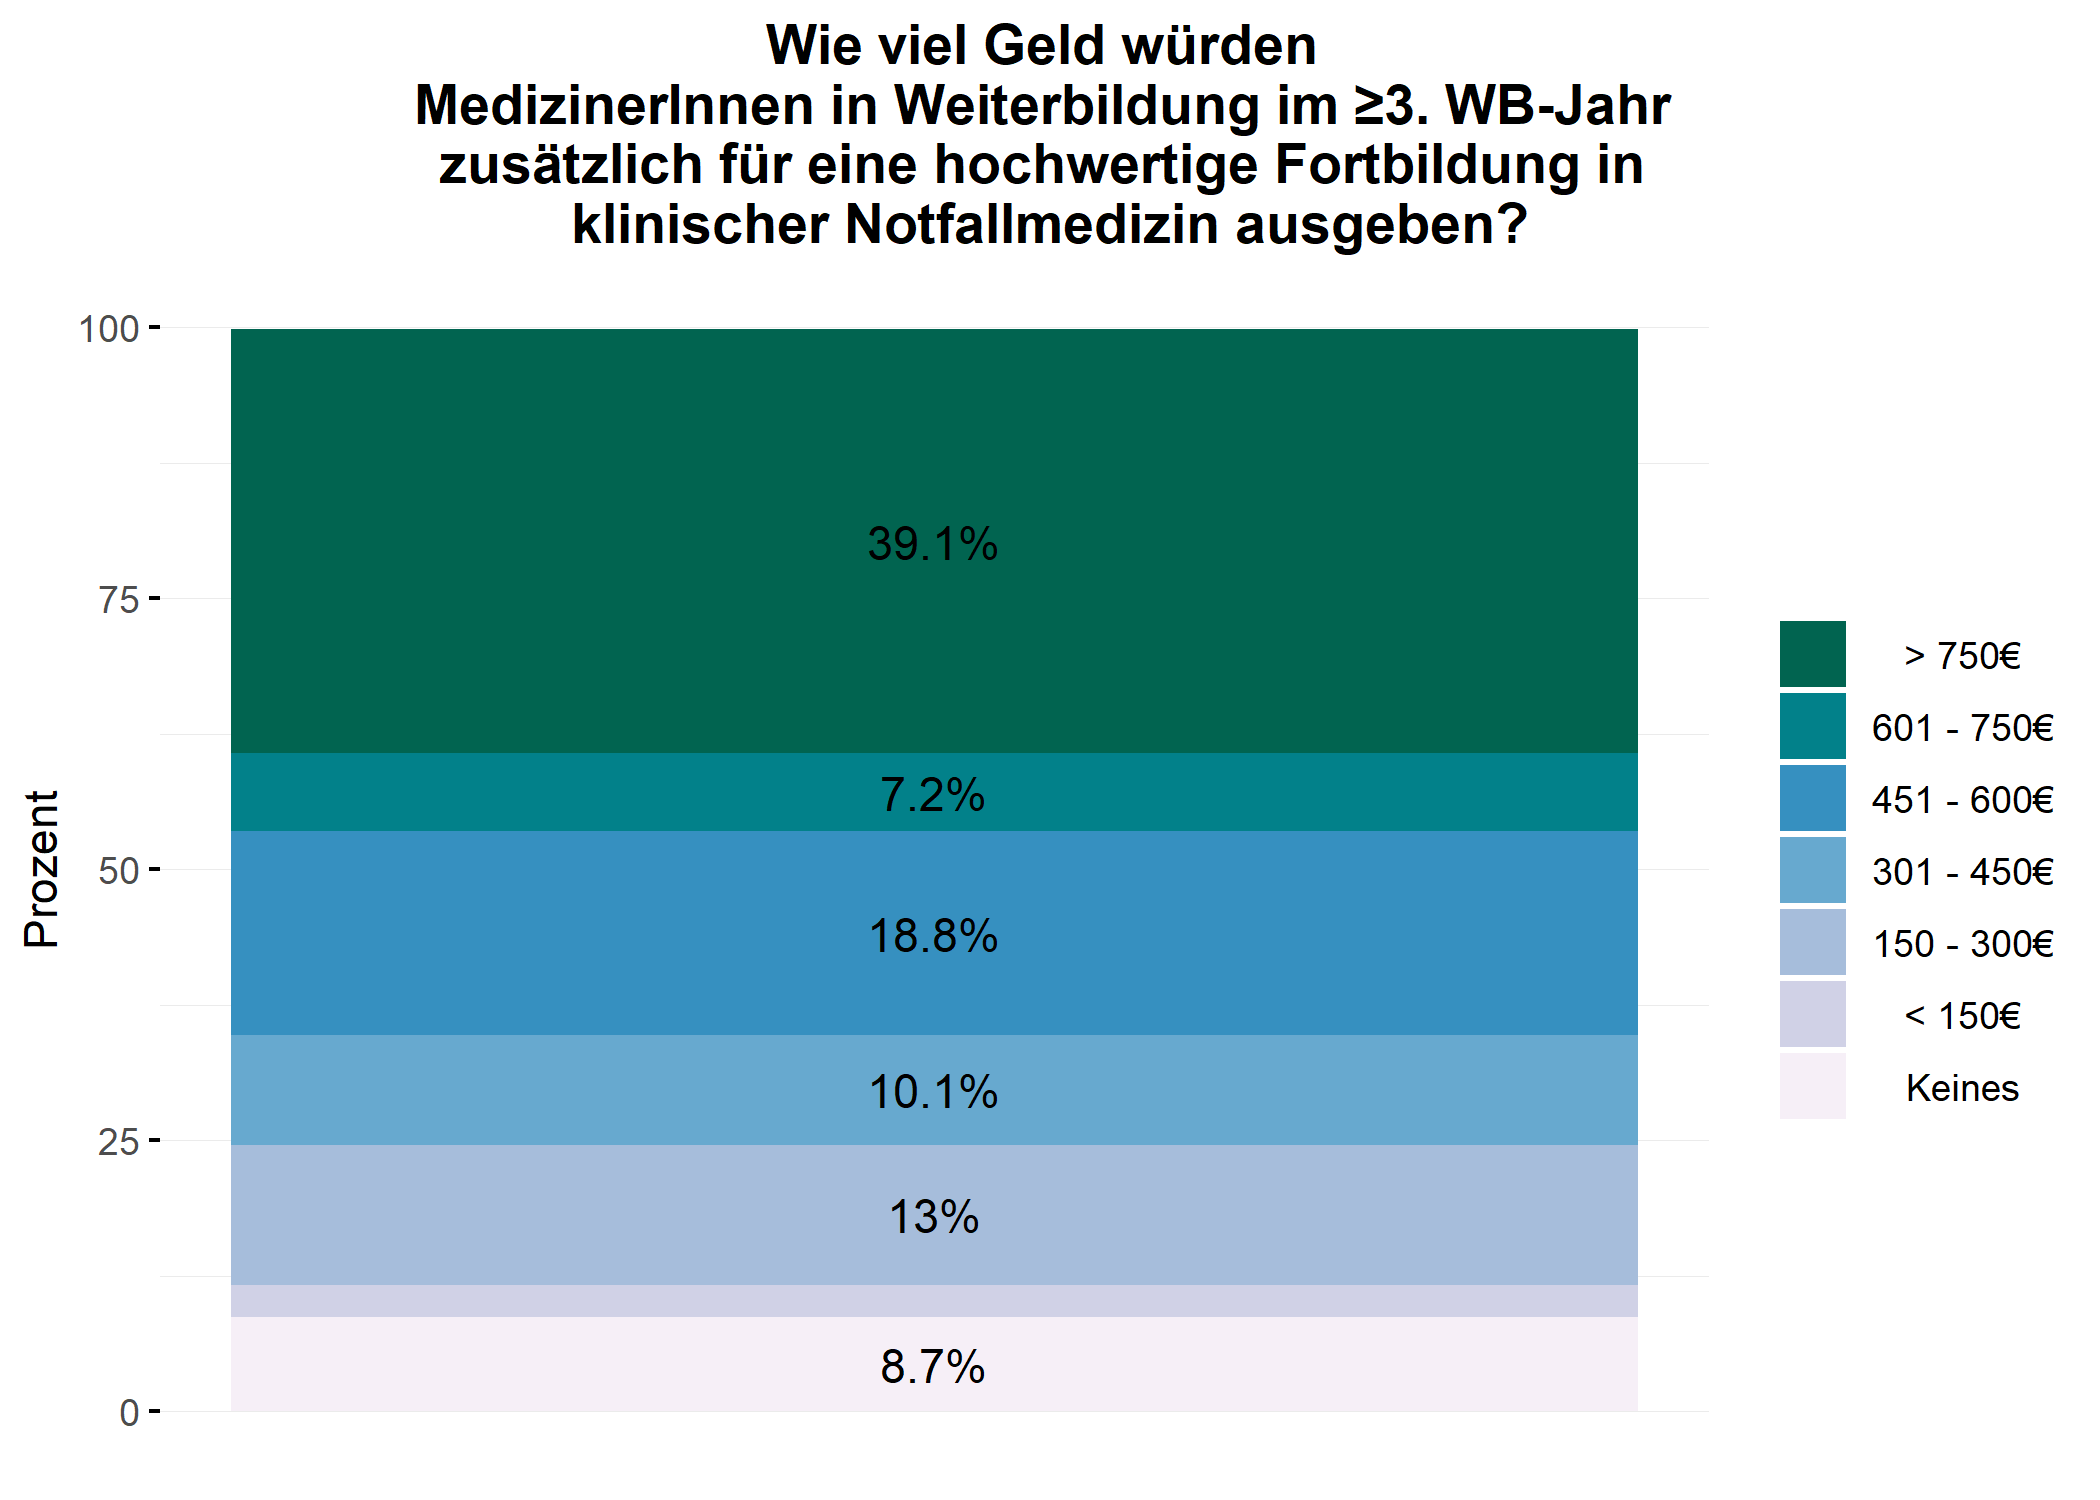 Wie viel Geld würden
MedizinerInnen in Weiterbildung im ≥3. WB-Jahr
zusätzlich für eine hochwertige Fortbildung in
klinischer Notfallmedizin ausgeben?
100
75
50
25
0
Prozent
39.1%
7.2%
18.8%
10.1%
13%
8.7%
> 750€
601 - 750€
451 - 600€
301 - 450€
150 - 300€
< 150€
Keines